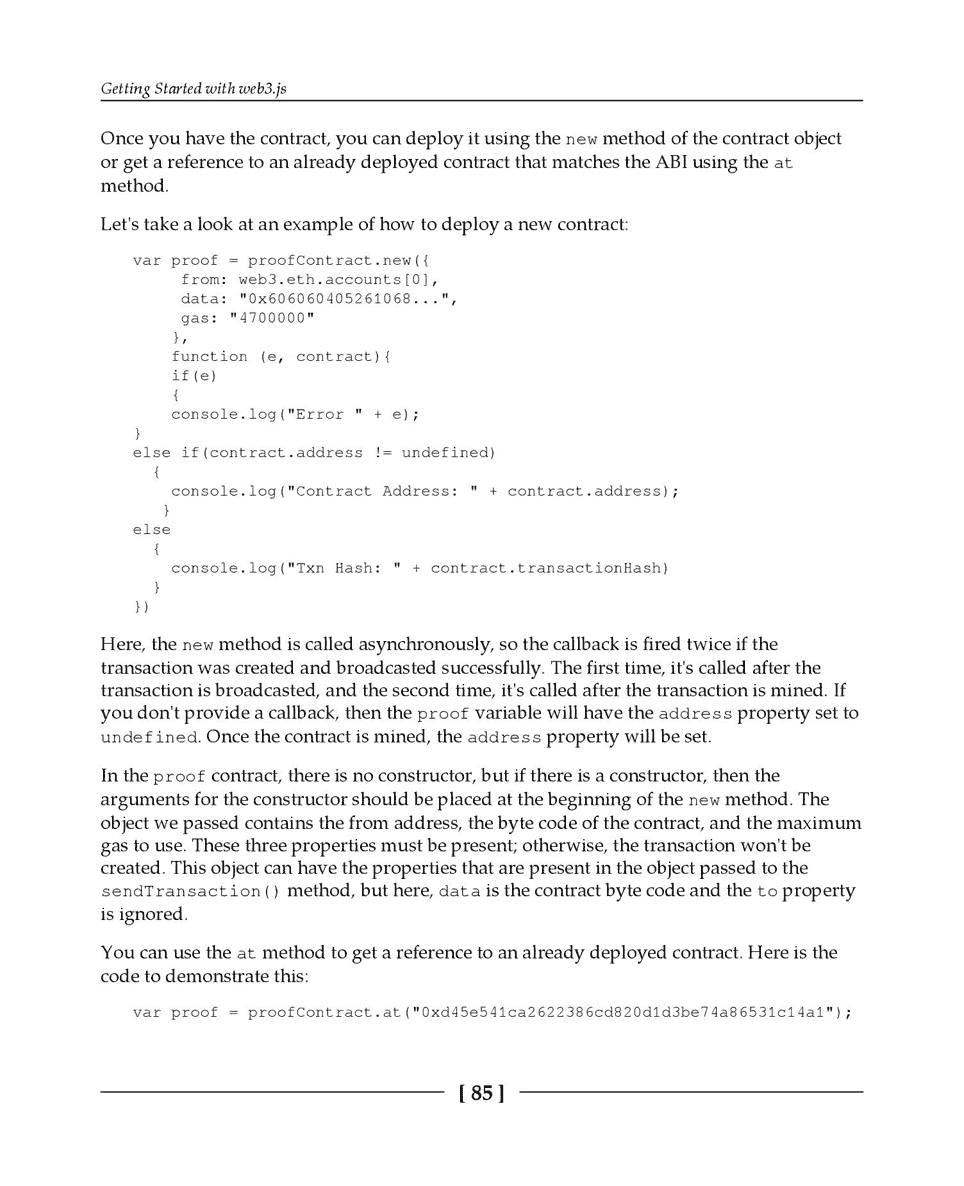 Getting Started with web3.js
Once you have the contract, you can deploy it using the new method of the contract object
or get a reference to an already deployed contract that matches the ABI using the at
method.
Let's take a look at an example of how to deploy a new contract:
var proof = proofContract.new({
     from: web3.eth.accounts[0],
     data: "0x606060405261068...",
     gas: "4700000"
    },
    function (e, contract){
    if(e)
    {
    console.log("Error " + e);
}
else if(contract.address != undefined)
  {
    console.log("Contract Address: " + contract.address);
   }
else
  {
    console.log("Txn Hash: " + contract.transactionHash)
  }
})
Here, the new method is called asynchronously, so the callback is fired twice if the
transaction was created and broadcasted successfully. The first time, it's called after the
transaction is broadcasted, and the second time, it's called after the transaction is mined. If
you don't provide a callback, then the proof variable will have the address property set to
undefined. Once the contract is mined, the address property will be set.
In the proof contract, there is no constructor, but if there is a constructor, then the
arguments for the constructor should be placed at the beginning of the new method. The
object we passed contains the from address, the byte code of the contract, and the maximum
gas to use. These three properties must be present; otherwise, the transaction won't be
created. This object can have the properties that are present in the object passed to the
sendTransaction() method, but here, data is the contract byte code and the to property
is ignored.
You can use the at method to get a reference to an already deployed contract. Here is the
code to demonstrate this:
var proof = proofContract.at("0xd45e541ca2622386cd820d1d3be74a86531c14a1");
[ 85 ]